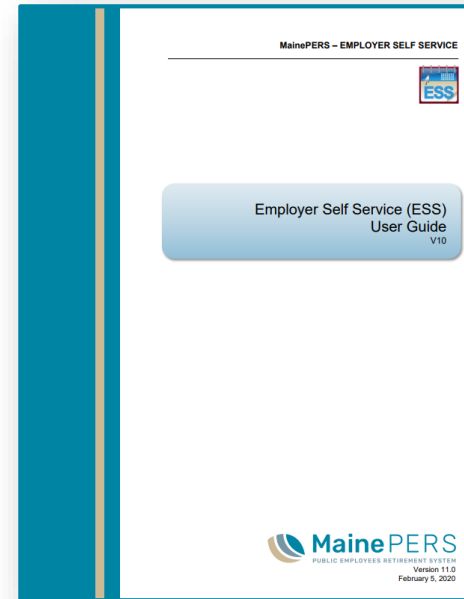 MainePERS – EMPLOYER SELF SERVICE
ESS
Employer Self Service (ESS)
User Guide
V10
MainePERS
PUBLIC EMPLOYEES RETIREMENT SYSTEM
Version 11.0
February 5, 2020